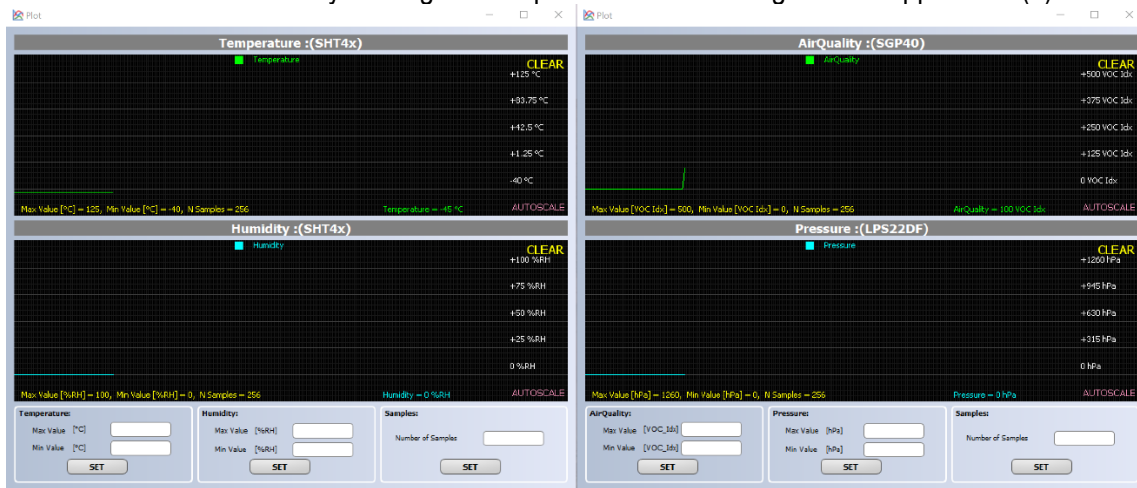 Plot
Temperature :(SHT4x)
Temperature
CLEAR
+125 °C
+83.75 °C
+42.5 °C
+1.25 °C
-40 °C
Max Value [°C] = 125, Min Value [°C] = -40, N Samples = 256
Temperature = -45 °C
AUTOSCALE
Humidity :(SHT4x)
Humidity
CLEAR
+100 %RH
+75 %RH
+50 %RH
+25 %RH
0 %RH
Max Value [%RH] = 100, Min Value [%RH] = 0, N Samples = 256
Humidity = 0 %RH
AUTOSCALE
Temperature:
Max Value [°C]
Min Value [°C]
SET
Humidity:
Max Value [%RH]
Min Value [%RH]
SET
Samples:
Number of Samples
SET
Plot
AirQuality :(SGP40)
AirQuality
CLEAR
+500 VOC Idx
+375 VOC Idx
+250 VOC Idx
+125 VOC Idx
0 VOC Idx
Max Value [VOC Idx] = 500, Min Value [VOC Idx] = 0, N Samples = 256
AirQuality = 100 VOC Idx
AUTOSCALE
Pressure :(LPS22DF)
Pressure
CLEAR
+1260 hPa
+945 hPa
+630 hPa
+315 hPa
0 hPa
Max Value [hPa] = 1260, Min Value [hPa] = 0, N Samples = 256
Pressure = 0 hPa
AUTOSCALE
AirQuality:
Max Value [VOC_Idx]
Min Value [VOC_Idx]
SET
Pressure:
Max Value [hPa]
Min Value [hPa]
SET
Samples:
Number of Samples
SET